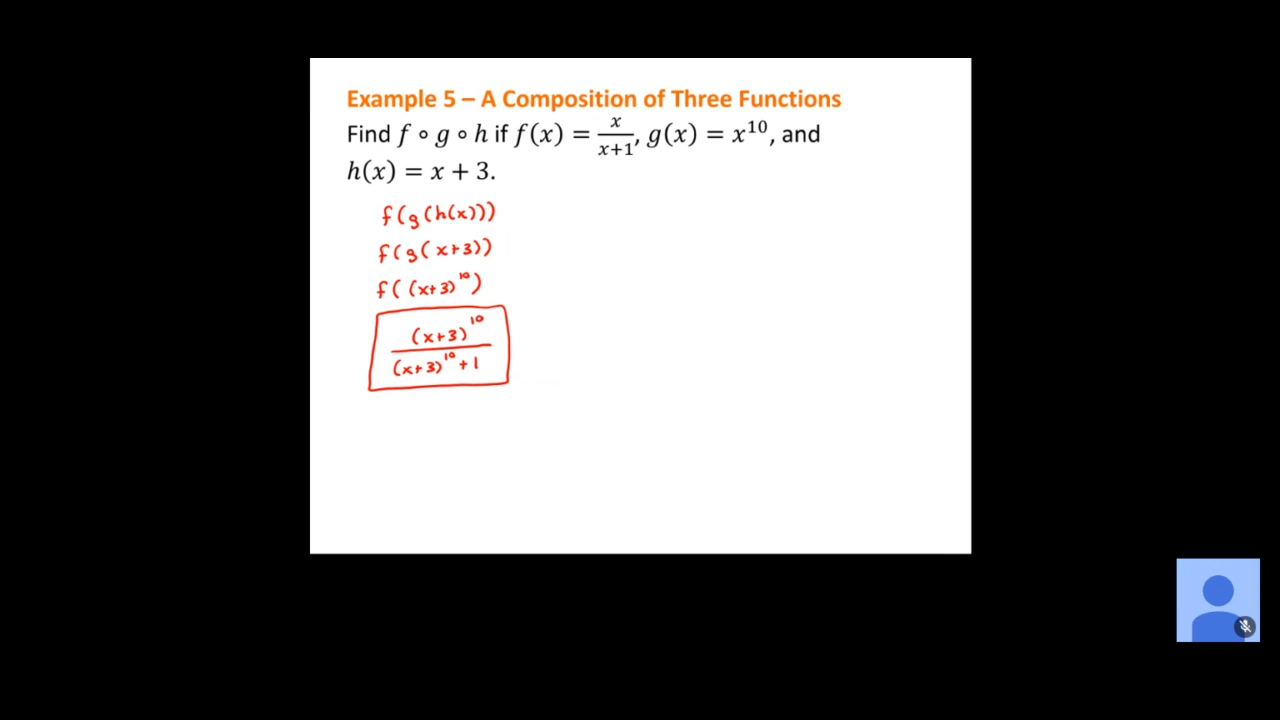 Example 5 – A Composition of Three Functions
Find f ∘ g ∘ h if f(x) = x/(x+1), g(x) = x¹⁰, and
h(x) = x + 3.
f(g(h(x)))
f(g(x+3))
f((x+3)¹⁰)
(x+3)¹⁰
(x+3)¹⁰ + 1